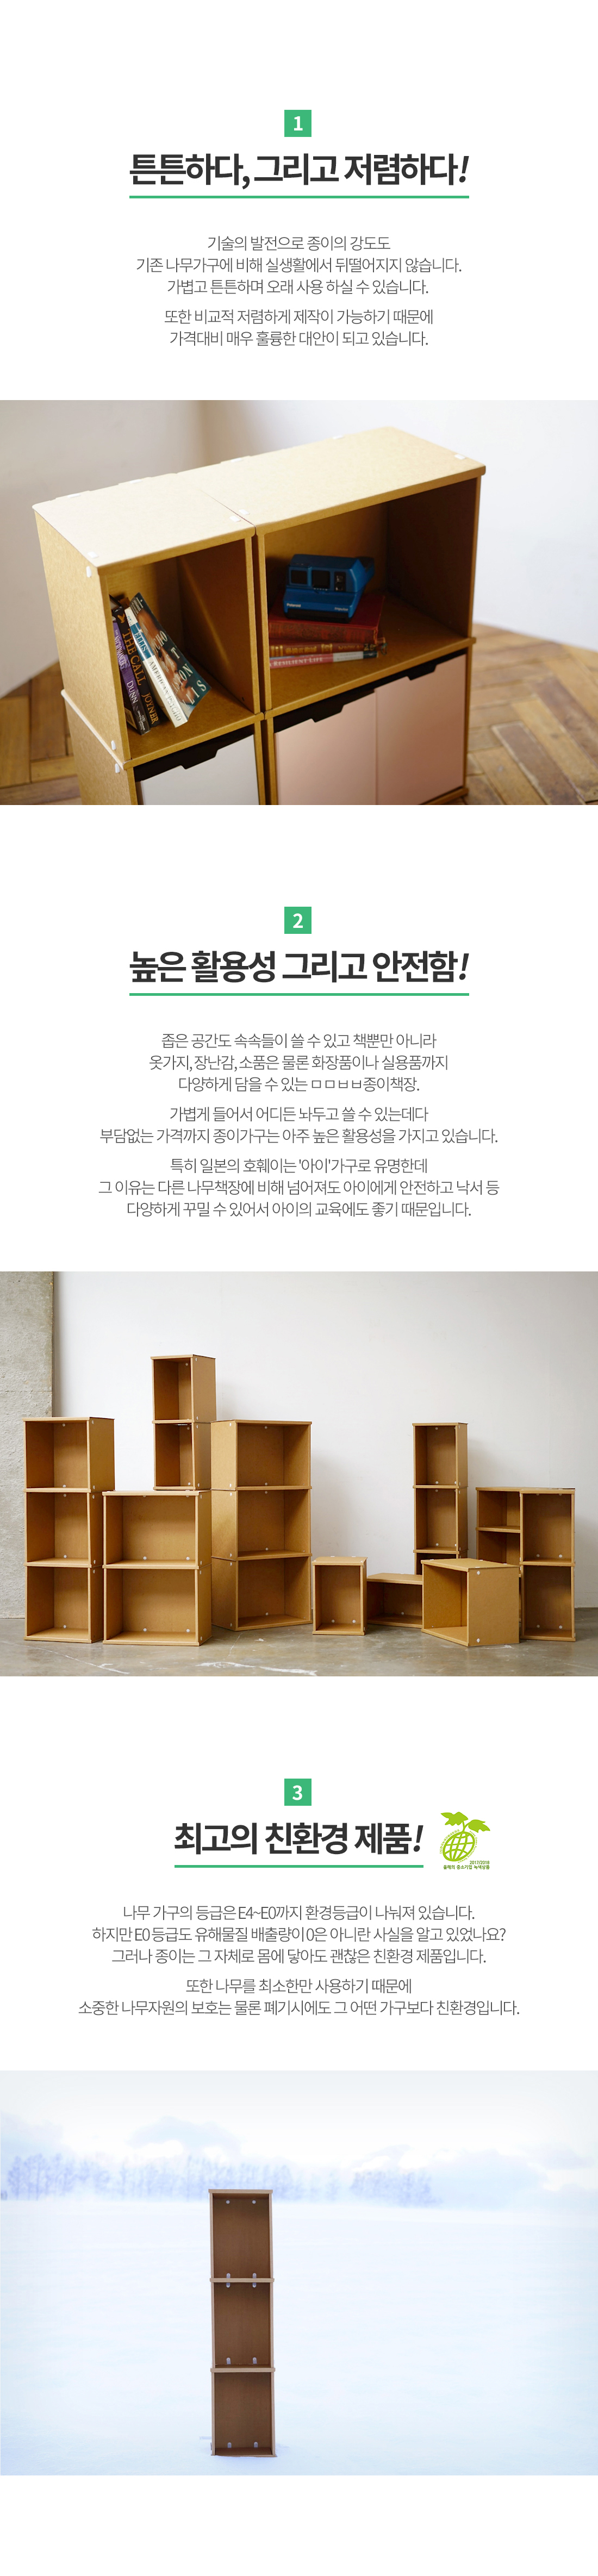 1
튼튼하다, 그리고 저렴하다!
기술의 발전으로 종이의 강도도
기존 나무가구에 비해 실생활에서 뒤떨어지지 않습니다.
가볍고 튼튼하며 오래 사용 하실 수 있습니다.
또한 비교적 저렴하게 제작이 가능하기 때문에
가격대비 매우 훌륭한 대안이 되고 있습니다.
THE CALL
DUNN
JOYNER
2
높은 활용성 그리고 안전함!
좁은 공간도 속속들이 쓸 수 있고 책뿐만 아니라
옷가지, 장난감, 소품은 물론 화장품이나 실용품까지
다양하게 담을 수 있는 ㅁㅁㅂㅂ종이책장.
가볍게 들어서 어디든 놔두고 쓸 수 있는데다
부담없는 가격까지 종이가구는 아주 높은 활용성을 가지고 있습니다.
특히 일본의 호훼이는 '아이'가구로 유명한데
그 이유는 다른 나무책장에 비해 넘어져도 아이에게 안전하고 낙서 등
다양하게 꾸밀 수 있어서 아이의 교육에도 좋기 때문입니다.
3
최고의 친환경 제품!
2017/2018
올해의 중소기업 녹색상품
나무 가구의 등급은 E4~E0까지 환경등급이 나눠져 있습니다.
하지만 E0 등급도 유해물질 배출량이 0은 아니란 사실을 알고 있었나요?
그러나 종이는 그 자체로 몸에 닿아도 괜찮은 친환경 제품입니다.
또한 나무를 최소한만 사용하기 때문에
소중한 나무자원의 보호는 물론 폐기시에도 그 어떤 가구보다 친환경입니다.